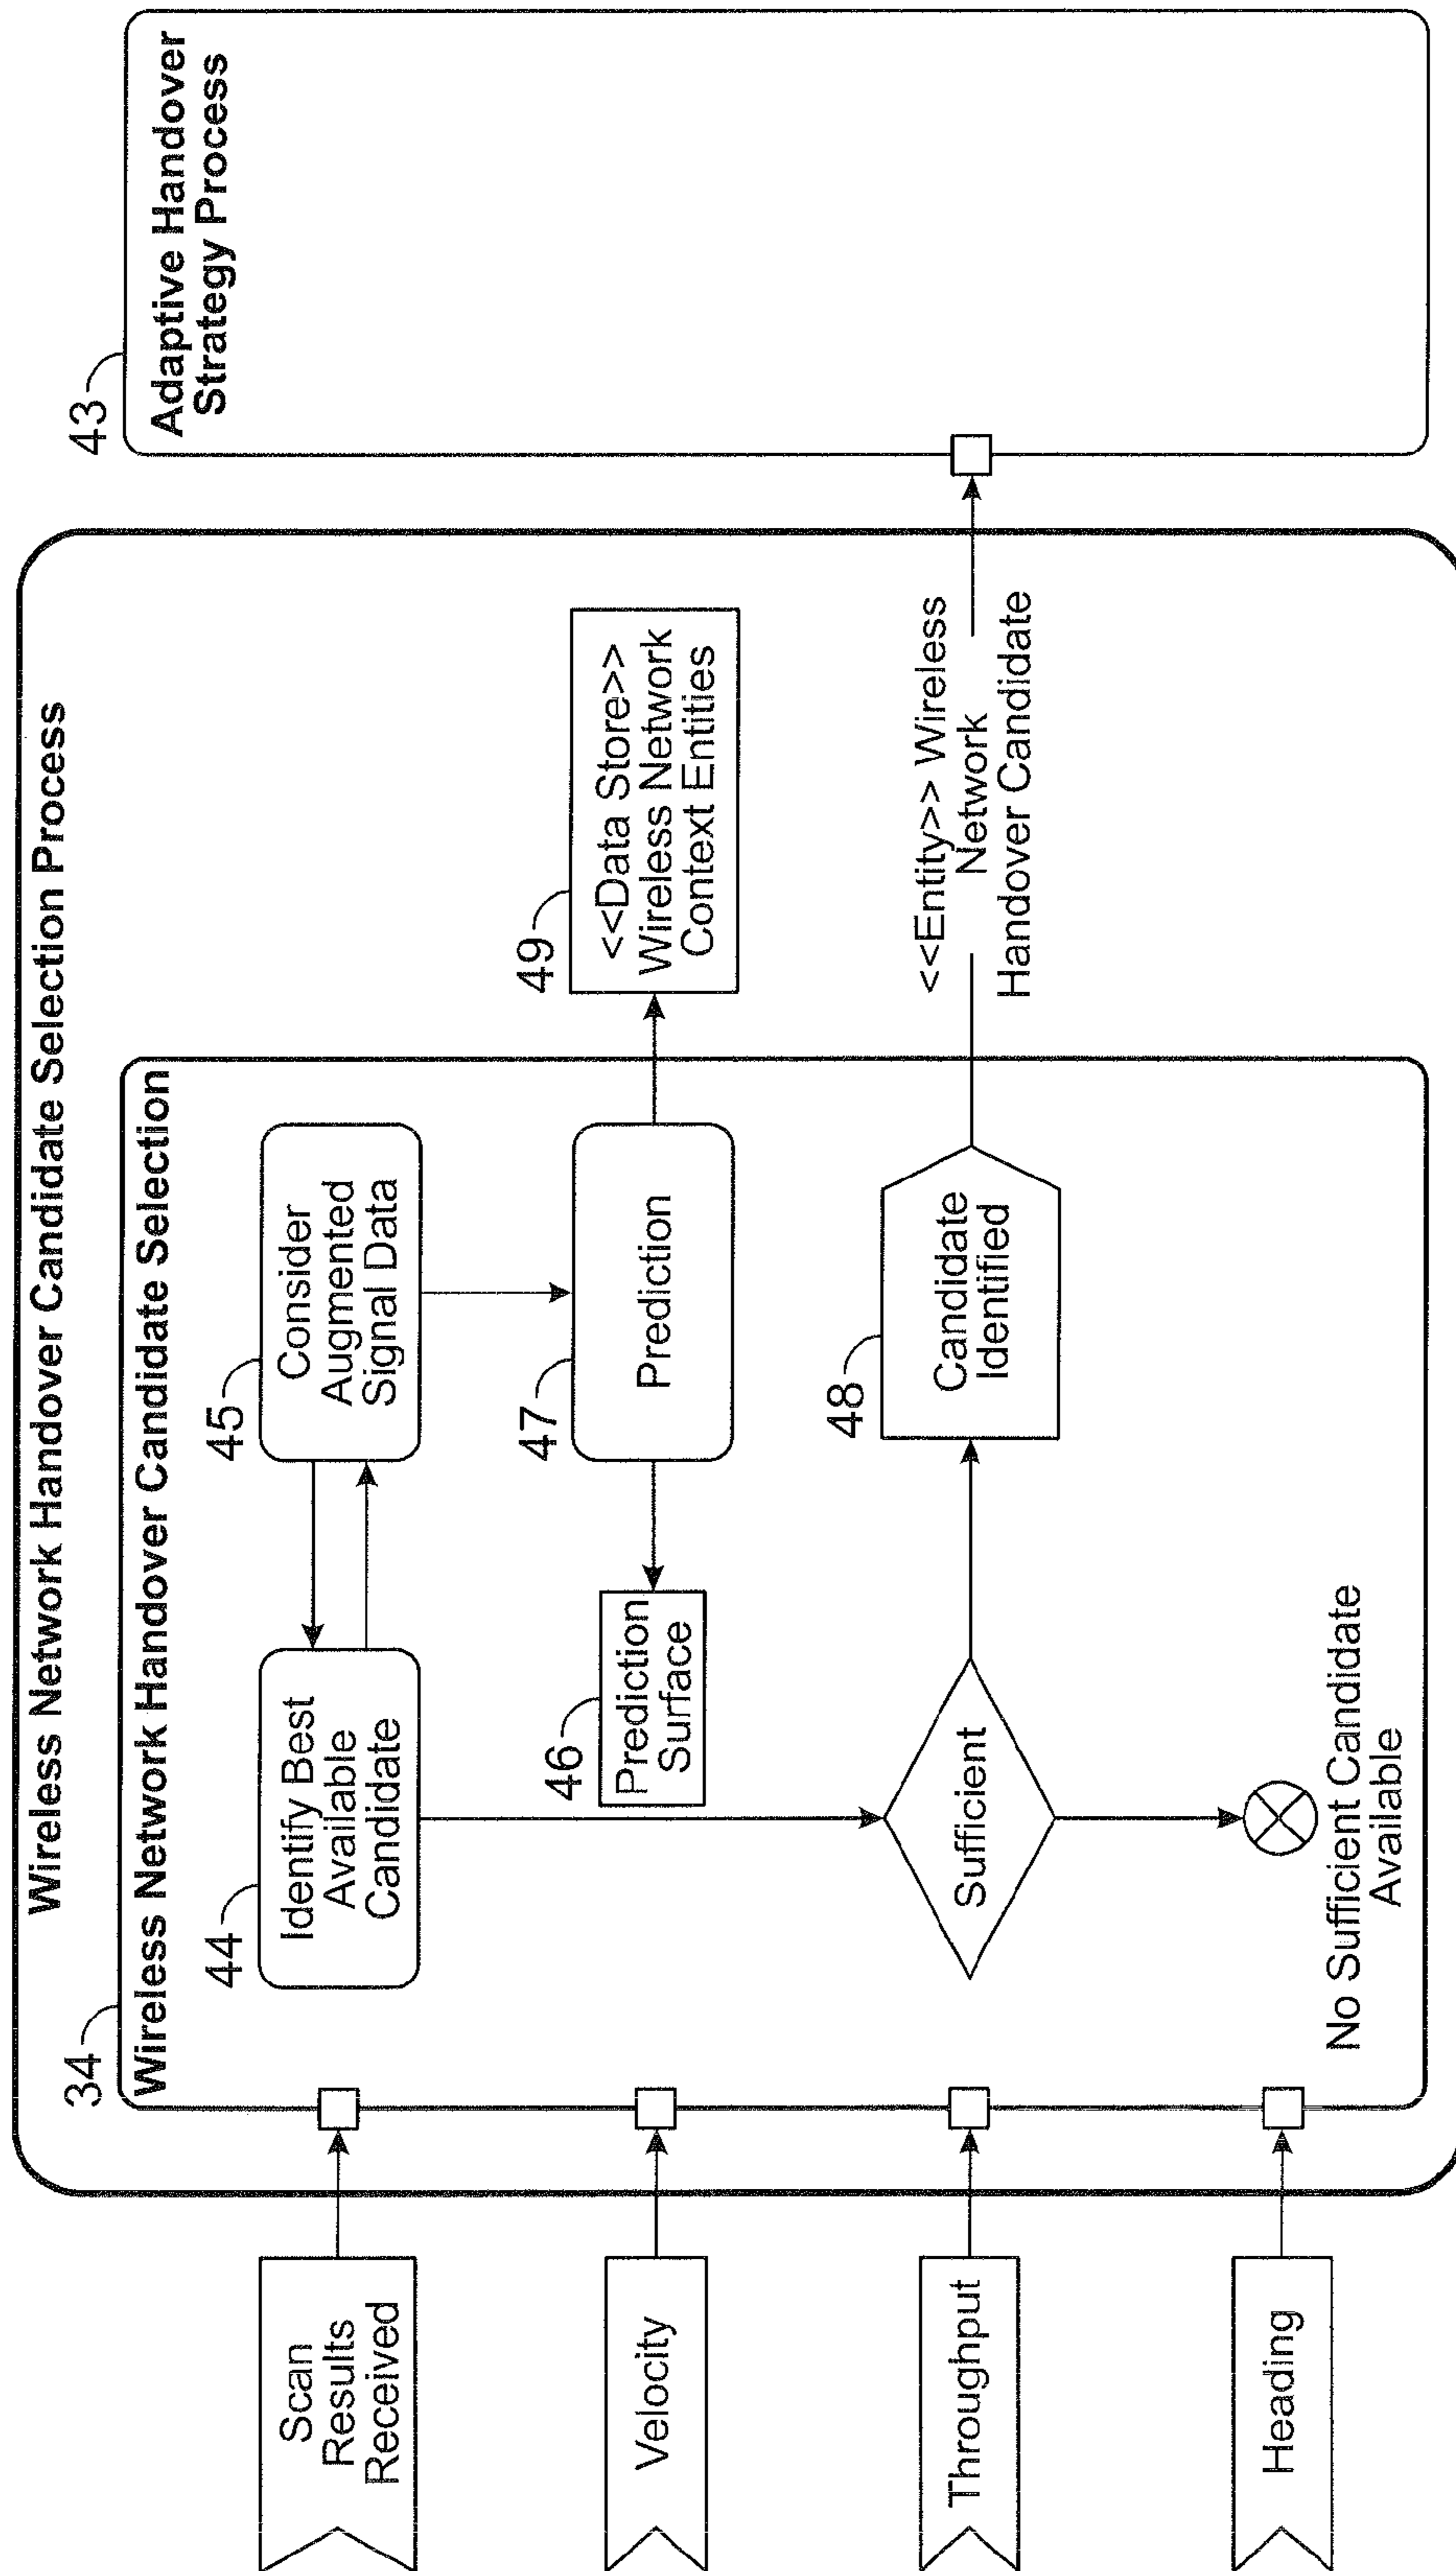 Wireless Network Handover Candidate Selection Process
34
Wireless Network Handover Candidate Selection
Scan
Results
Received
Velocity
Throughput
Heading
44
Identify Best
Available
Candidate
45
Consider
Augmented
Signal Data
46
Prediction
Surface
47
Prediction
49
<<Data Store>>
Wireless Network
Context Entities
Sufficient
48
Candidate
Identified
<<Entity>> Wireless
Network
Handover Candidate
No Sufficient Candidate
Available
43
Adaptive Handover
Strategy Process